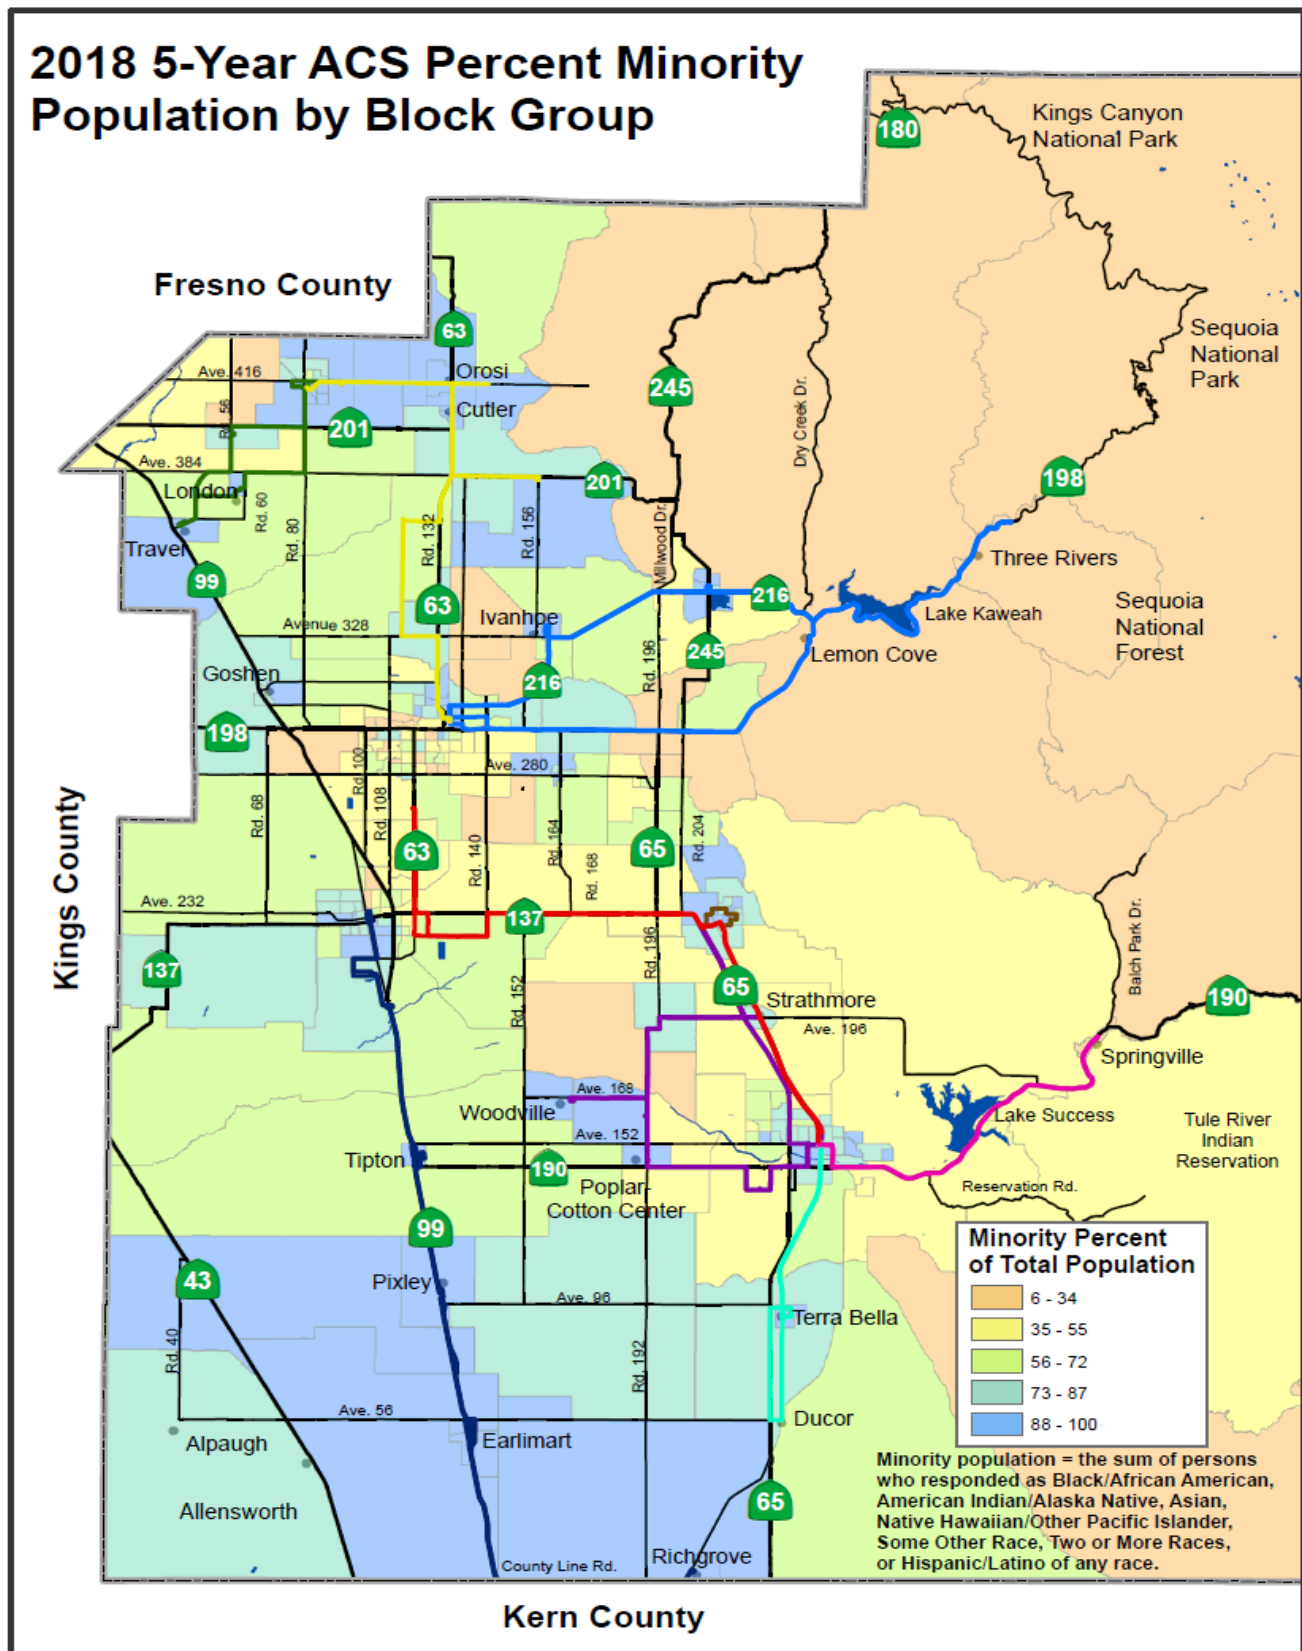 2018 5-Year ACS Percent Minority
Population by Block Group
180
Kings Canyon
National Park
Fresno County
63
Sequoia
National
Park
Ave. 416
Orosi
245
Dry Creek Dr.
Rd. 56
Cutler
201
Ave. 384
201
198
London
Rd. 60
Rd. 80
Rd. 132
Rd. 156
Millwood Dr.
Traver
Three Rivers
99
63
216
Lake Kaweah
Sequoia
National
Forest
Avenue 328
Ivanhoe
245
Lemon Cove
Rd. 196
Goshen
216
198
Rd. 100
Ave. 280
Rd. 68
Rd. 108
Kings County
63
Rd. 140
Rd. 164
Rd. 168
65
Rd. 204
Ave. 232
137
Rd. 196
Balch Park Dr.
137
Rd. 152
65
Strathmore
190
Ave. 196
Springville
Ave. 168
Woodville
Lake Success
Ave. 152
Tule River
Indian
Reservation
Tipton
190
Poplar-
Cotton Center
Reservation Rd.
99
43
Pixley
Ave. 96
Terra Bella
Rd. 40
Rd. 192
Ave. 56
Ducor
Alpaugh
Earlimart
Allensworth
65
County Line Rd.
Richgrove
Minority Percent
of Total Population
6 - 34
35 - 55
56 - 72
73 - 87
88 - 100
Minority population = the sum of persons
who responded as Black/African American,
American Indian/Alaska Native, Asian,
Native Hawaiian/Other Pacific Islander,
Some Other Race, Two or More Races,
or Hispanic/Latino of any race.
Kern County